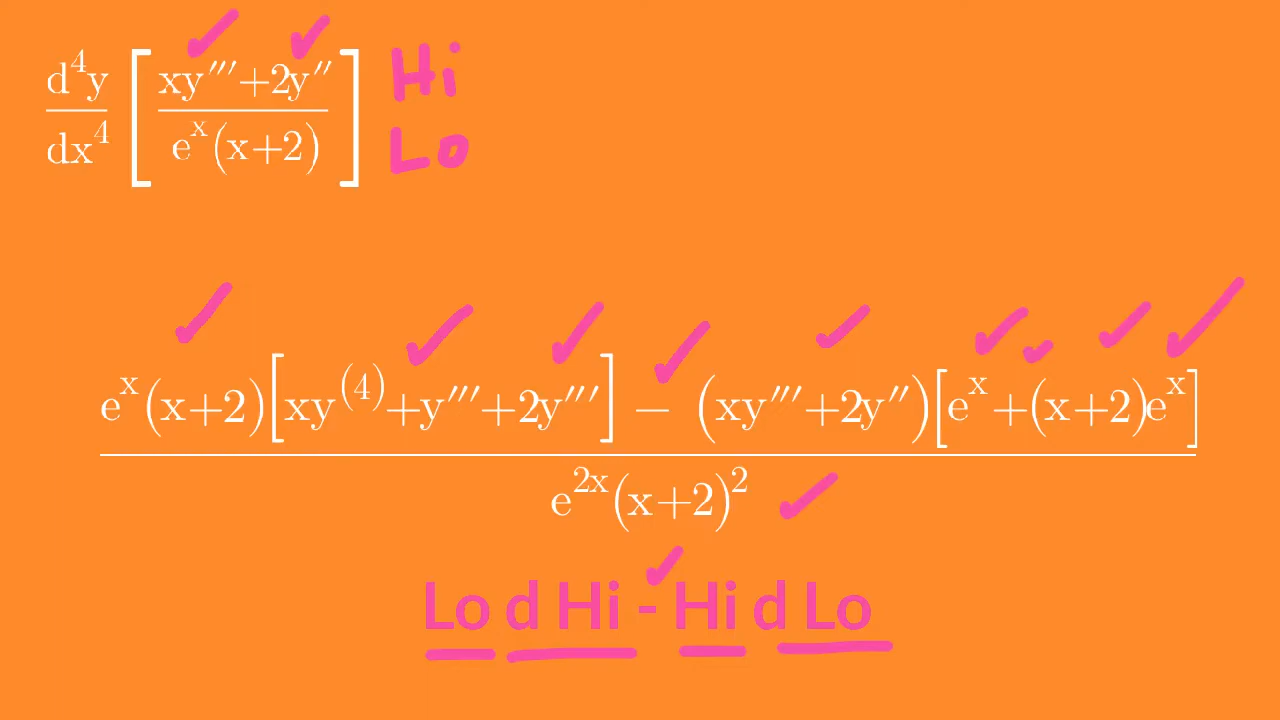 d⁴y/dx⁴ [ (xy‴+2y″) / (eˣ(x+2)) ] Hi
Lo
( eˣ(x+2)[xy⁽⁴⁾+y‴+2y‴] − (xy‴+2y″)[eˣ+(x+2)eˣ] ) / ( e²ˣ(x+2)² )
Lo d Hi - Hi d Lo